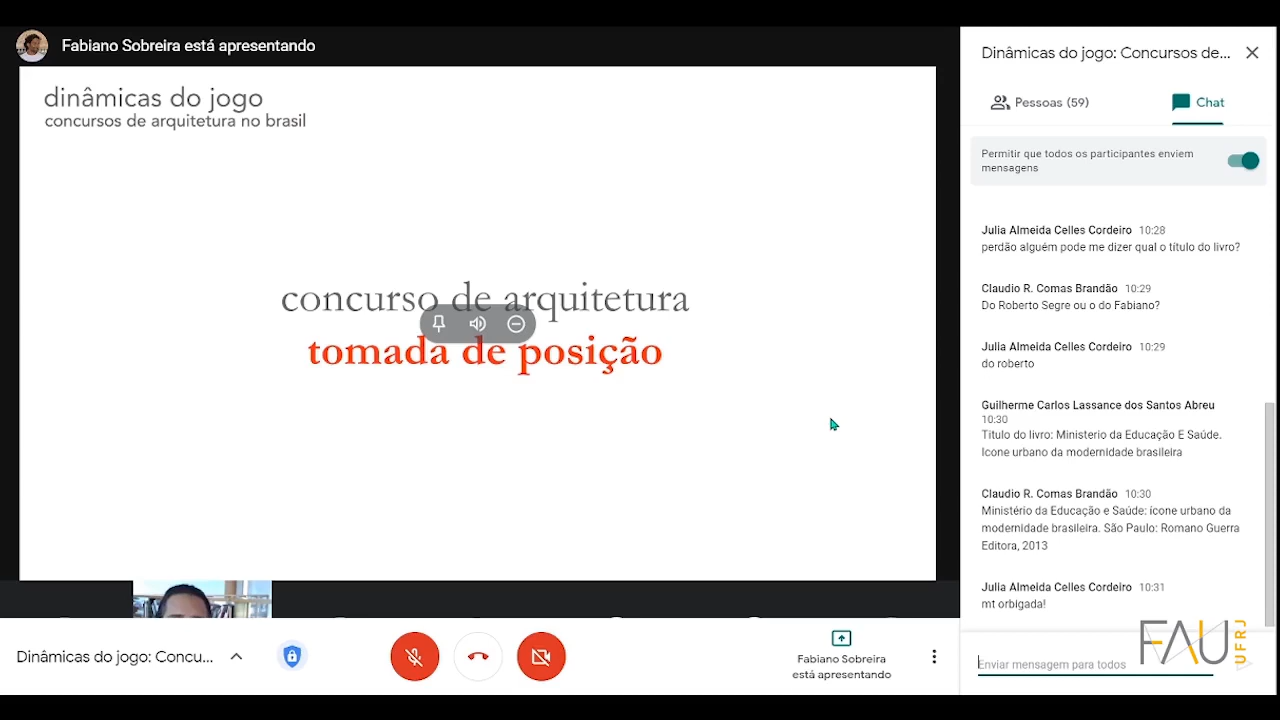 Fabiano Sobreira está apresentando
dinâmicas do jogo
concursos de arquitetura no brasil
concurso de arquitetura
tomada de posição
Dinâmicas do jogo: Concu...
Fabiano Sobreira
está apresentando
Dinâmicas do jogo: Concursos de...
Pessoas (59)
Chat
Permitir que todos os participantes enviem
mensagens
Julia Almeida Celles Cordeiro 10:28
perdão alguém pode me dizer qual o título do livro?
Claudio R. Comas Brandão 10:29
Do Roberto Segre ou o do Fabiano?
Julia Almeida Celles Cordeiro 10:29
do roberto
Guilherme Carlos Lassance dos Santos Abreu
10:30
Titulo do livro: Ministerio da Educação E Saúde.
Icone urbano da modernidade brasileira
Claudio R. Comas Brandão 10:30
Ministério da Educação e Saúde: ícone urbano da
modernidade brasileira. São Paulo: Romano Guerra
Editora, 2013
Julia Almeida Celles Cordeiro 10:31
mt orbigada!
Enviar mensagem para todos
FAU UFRJ